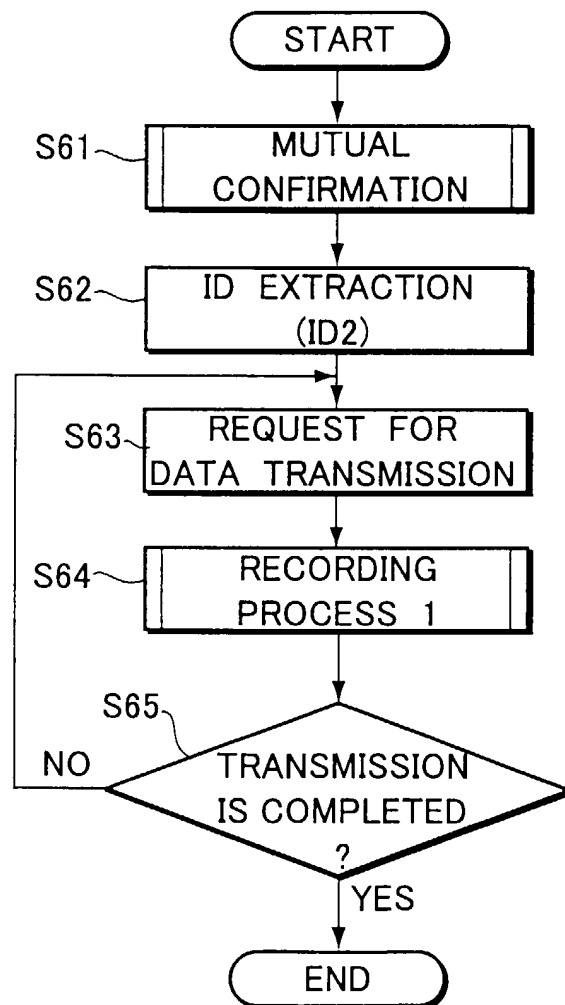 START
S61
MUTUAL
CONFIRMATION
S62
ID EXTRACTION
(ID2)
S63
REQUEST FOR
DATA TRANSMISSION
S64
RECORDING
PROCESS 1
S65
NO
TRANSMISSION
IS COMPLETED
?
YES
END